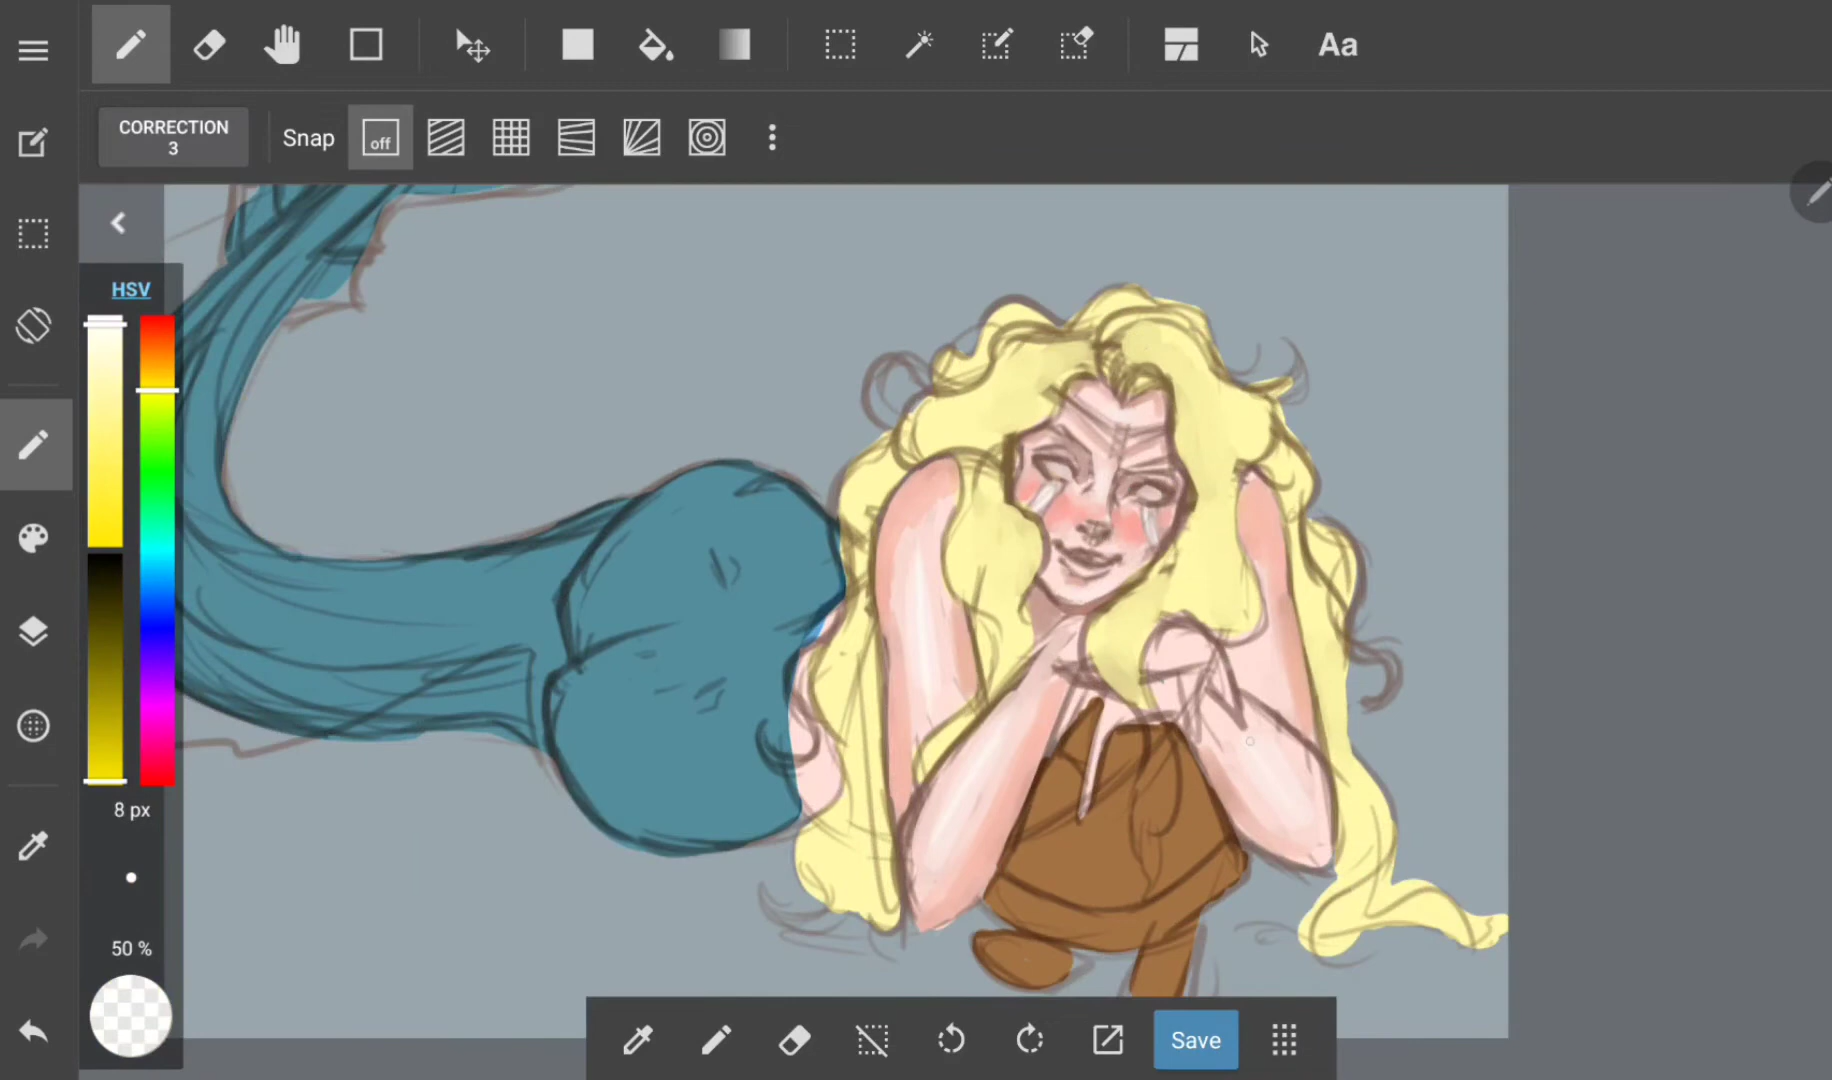 Aa
CORRECTION
3
Snap
off
HSV
8 px
50 %
Save